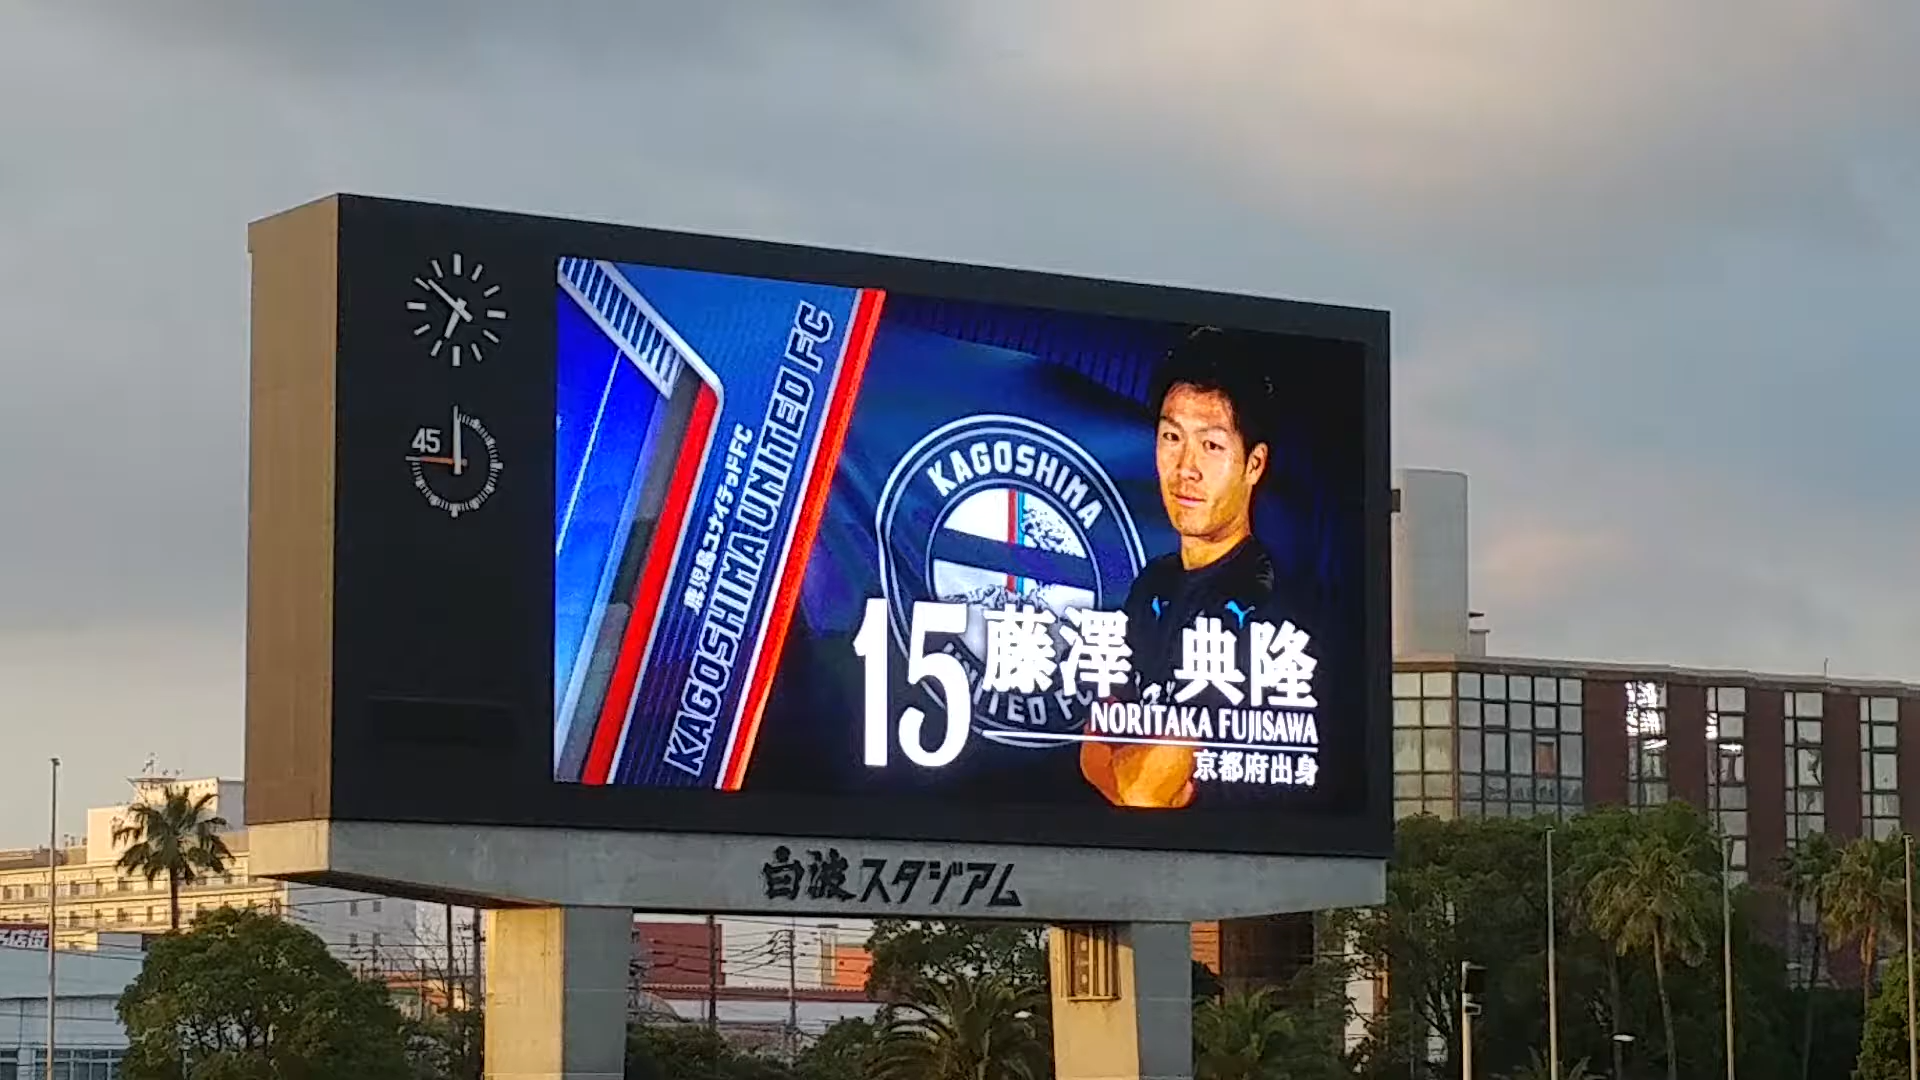 45
鹿児島ユナイテッドFC
KAGOSHIMA UNITED FC
KAGOSHIMA
UNITED FC
15
藤澤 典隆
NORITAKA FUJISAWA
京都府出身
白波スタジアム